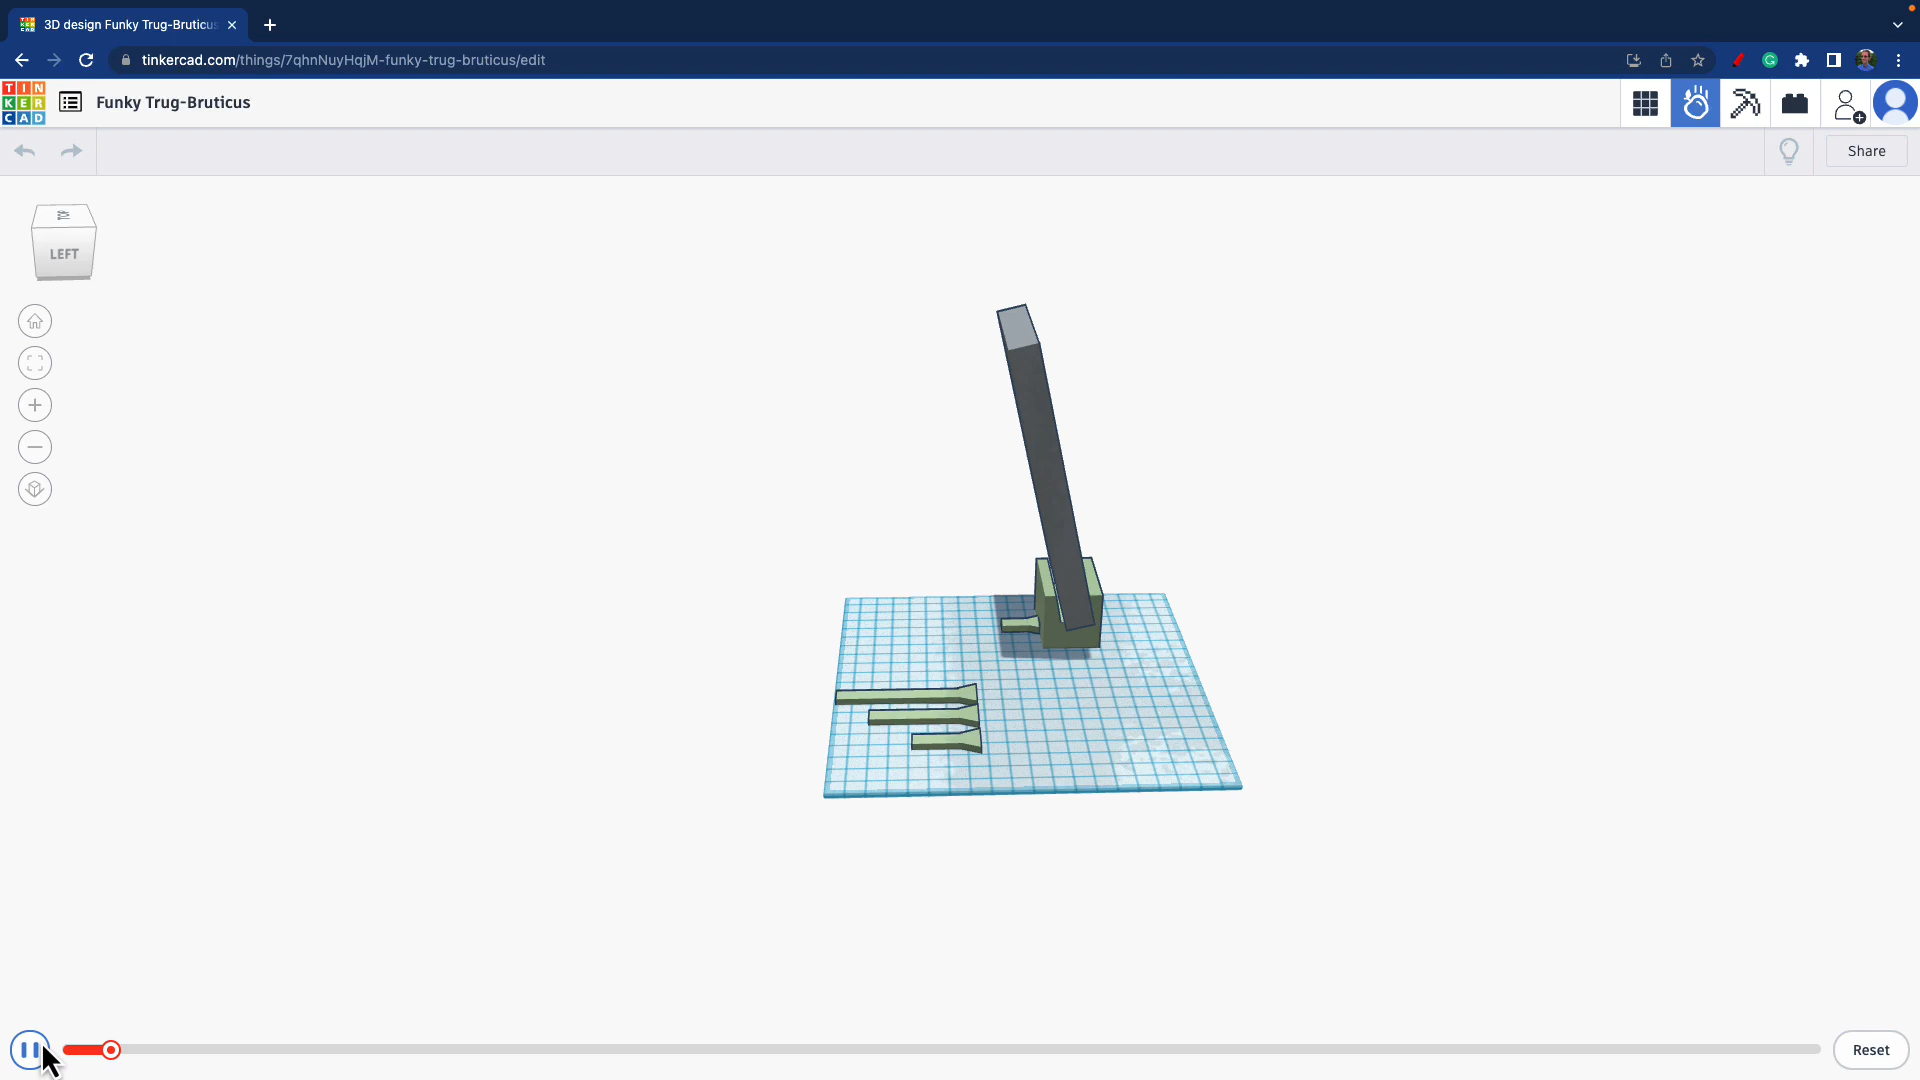 3D design Funky Trug-Bruticus
tinkercad.com/things/7qhnNuyHqjM-funky-trug-bruticus/edit
TIN
KER
CAD
Funky Trug-Bruticus
Share
LEFT
Reset